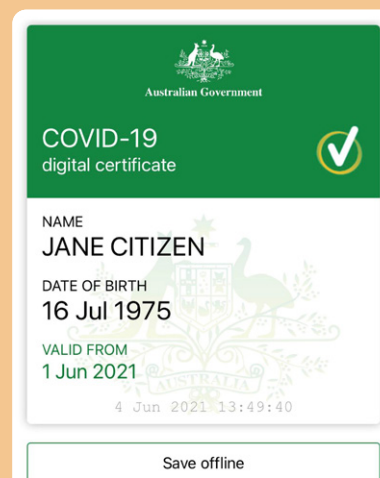 Australian Government
COVID-19
digital certificate
NAME
JANE CITIZEN
DATE OF BIRTH
16 Jul 1975
VALID FROM
1 Jun 2021
AUSTRALIA
4 Jun 2021 13:49:40
Save offline